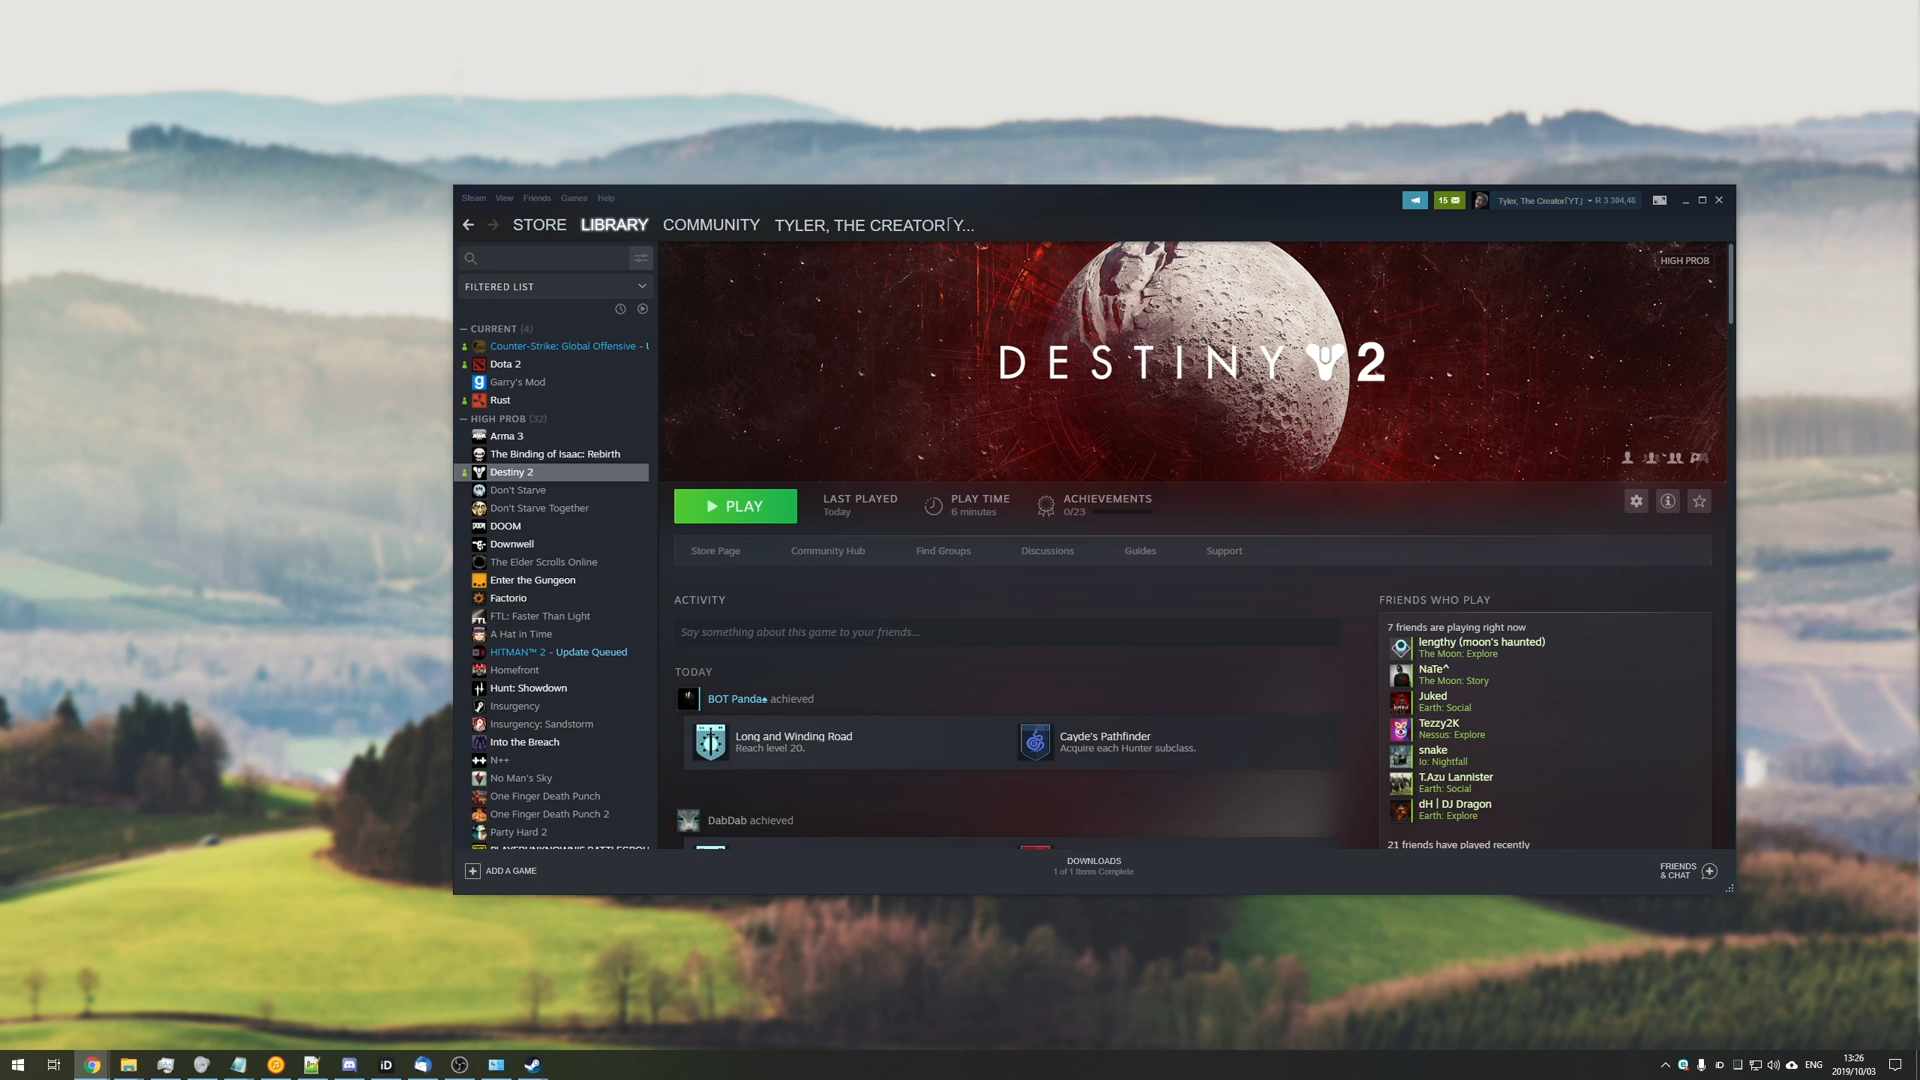 Steam View Friends Games Help
15
Tyler, The Creator「YT」 R 3 304,48
STORE LIBRARY COMMUNITY TYLER, THE CREATOR「Y...
FILTERED LIST
— CURRENT (4)
Counter-Strike: Global Offensive - U
Dota 2
Garry's Mod
Rust
— HIGH PROB (32)
Arma 3
The Binding of Isaac: Rebirth
Destiny 2
Don't Starve
Don't Starve Together
DOOM
Downwell
The Elder Scrolls Online
Enter the Gungeon
Factorio
FTL: Faster Than Light
A Hat in Time
HITMAN™ 2 - Update Queued
Homefront
Hunt: Showdown
Insurgency
Insurgency: Sandstorm
Into the Breach
N++
No Man's Sky
One Finger Death Punch
One Finger Death Punch 2
Party Hard 2
PLAYERUNKNOWN'S BATTLEGROU
HIGH PROB
DESTINY 2
PLAY
LAST PLAYED
Today
PLAY TIME
6 minutes
ACHIEVEMENTS
0/23
Store Page Community Hub Find Groups Discussions Guides Support
ACTIVITY
Say something about this game to your friends...
TODAY
BOT Panda♠ achieved
Long and Winding Road
Reach level 20.
Cayde's Pathfinder
Acquire each Hunter subclass.
DabDab achieved
FRIENDS WHO PLAY
7 friends are playing right now
lengthy (moon's haunted)
The Moon: Explore
NaTe^
The Moon: Story
Juked
Earth: Social
Tezzy2K
Nessus: Explore
snake
Io: Nightfall
T.Azu Lannister
Earth: Social
dH | DJ Dragon
Earth: Explore
21 friends have played recently
ADD A GAME
DOWNLOADS
1 of 1 Items Complete
FRIENDS
& CHAT
iD
iD
ENG
13:26
2019/10/03